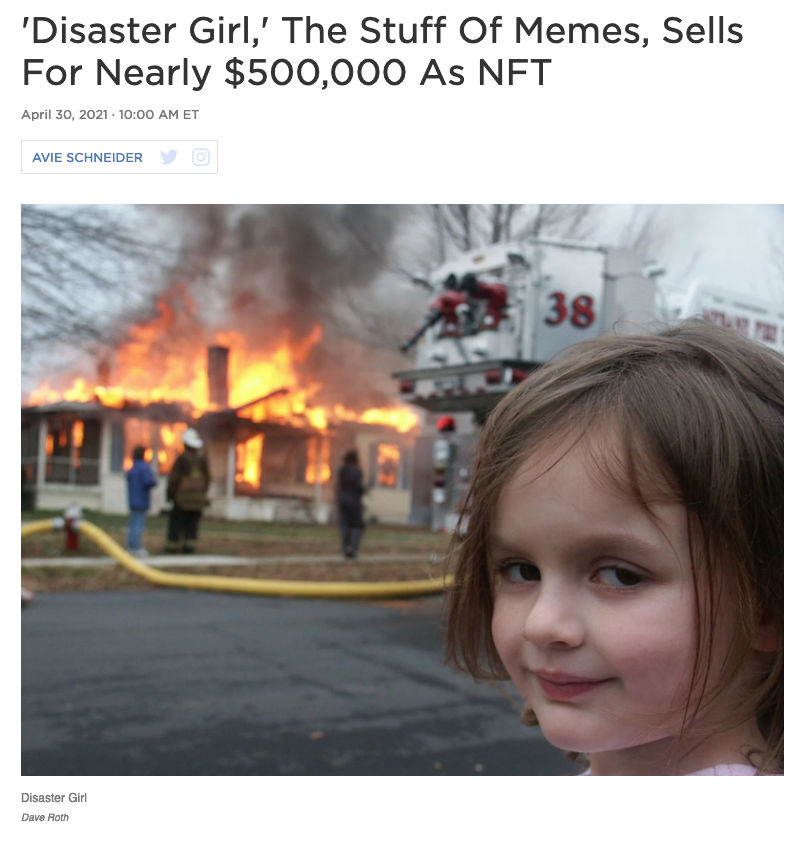 'Disaster Girl,' The Stuff Of Memes, Sells
For Nearly $500,000 As NFT
April 30, 2021 · 10:00 AM ET
AVIE SCHNEIDER
38
Disaster Girl
Dave Roth